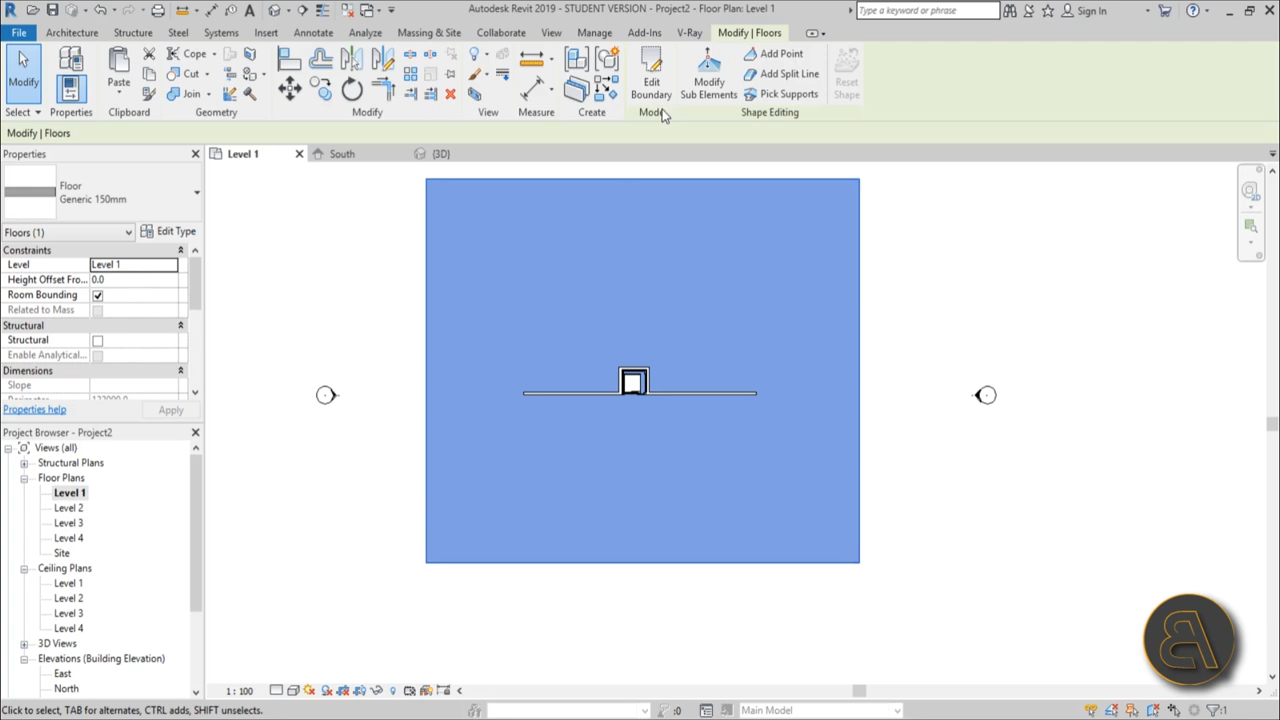 Autodesk Revit 2019 - STUDENT VERSION - Project2 - Floor Plan: Level 1
Type a keyword or phrase
Sign In
File Architecture Structure Steel Systems Insert Annotate Analyze Massing & Site Collaborate View Manage Add-Ins V-Ray Modify | Floors
Modify
Paste
Cope
Cut
Join
Edit
Boundary
Modify
Sub Elements
Add Point
Add Split Line
Pick Supports
Reset
Shape
Select Properties Clipboard Geometry Modify View Measure Create Mode Shape Editing
Modify | Floors
Properties
Level 1 South {3D}
Floor
Generic 150mm
Floors (1) Edit Type
Constraints
Level Level 1
Height Offset Fro... 0.0
Room Bounding
Related to Mass
Structural
Structural
Enable Analytical...
Dimensions
Slope
Properties help Apply
Project Browser - Project2
Views (all)
Structural Plans
Floor Plans
Level 1
Level 2
Level 3
Level 4
Site
Ceiling Plans
Level 1
Level 2
Level 3
Level 4
3D Views
Elevations (Building Elevation)
East
North
1 : 100
Click to select, TAB for alternates, CTRL adds, SHIFT unselects.
:0
Main Model
:1